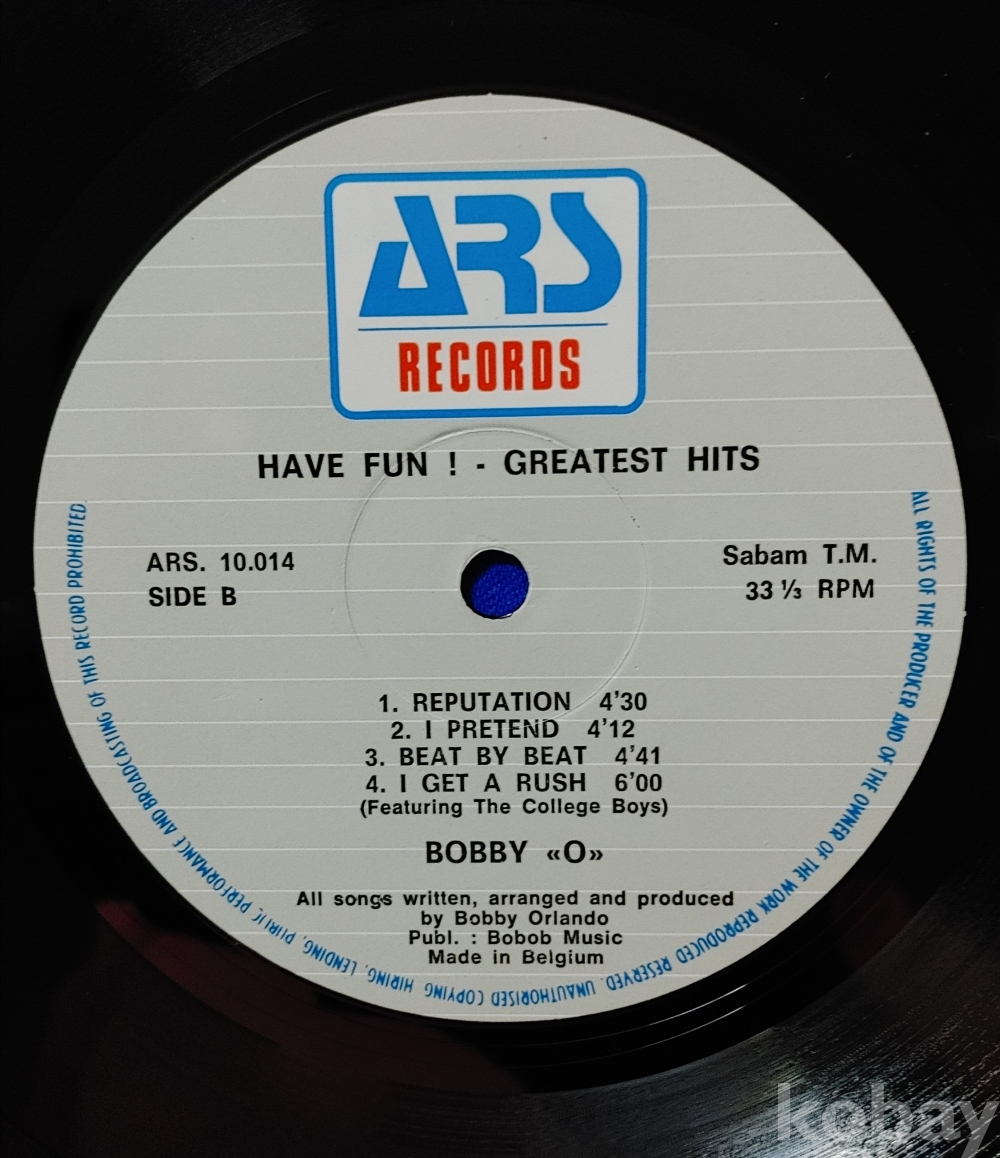 ARS
RECORDS
HAVE FUN ! - GREATEST HITS
ARS. 10.014
SIDE B
Sabam T.M.
33 ⅓ RPM
1. REPUTATION 4'30
2. I PRETEND 4'12
3. BEAT BY BEAT 4'41
4. I GET A RUSH 6'00
(Featuring The College Boys)
BOBBY «O»
All songs written, arranged and produced
by Bobby Orlando
Publ. : Bobob Music
Made in Belgium
ALL RIGHTS OF THE PRODUCER AND OF THE OWNER OF THE WORK REPRODUCED RESERVED. UNAUTHORISED COPYING, HIRING, LENDING, PUBLIC PERFORMANCE AND BROADCASTING OF THIS RECORD PROHIBITED.
kobay